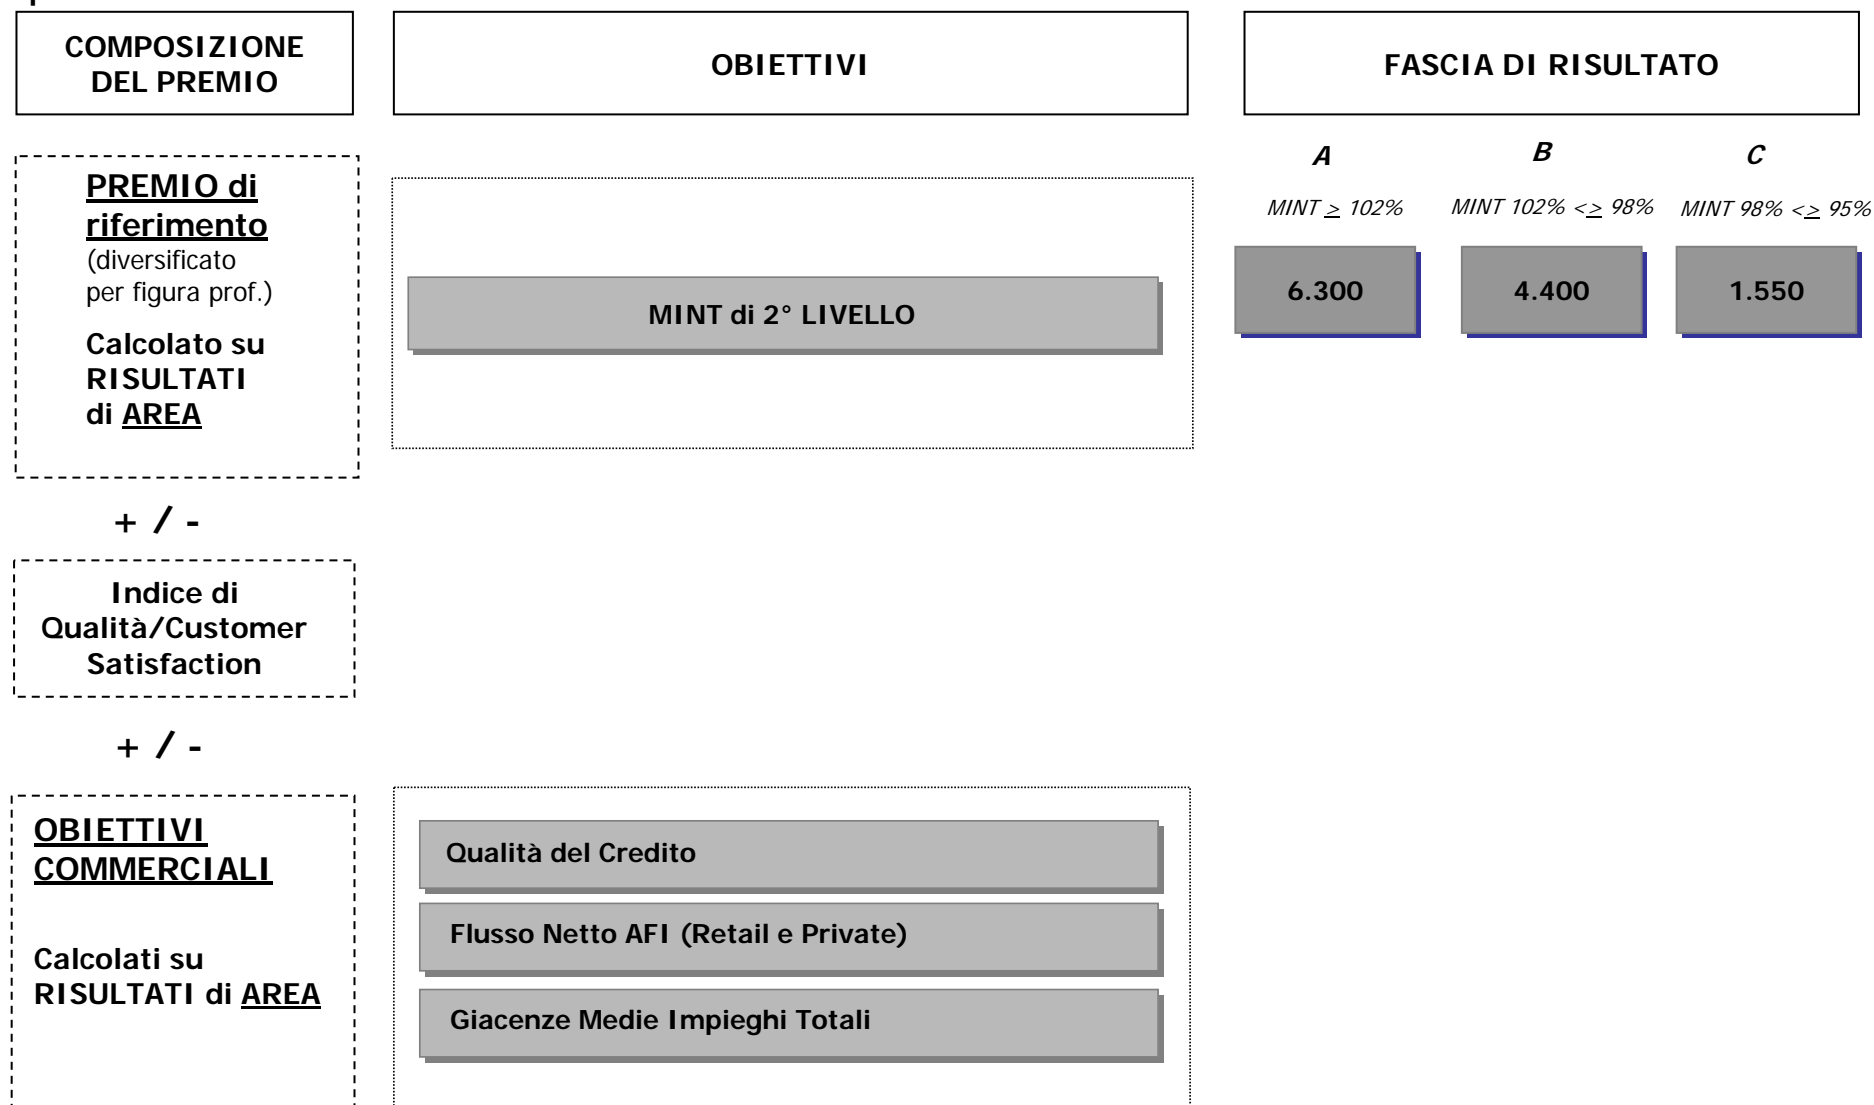 COMPOSIZIONE
DEL PREMIO
OBIETTIVI
FASCIA DI RISULTATO
A
B
C
MINT ≥ 102%
MINT 102% <≥ 98%
MINT 98% <≥ 95%
PREMIO di
riferimento
(diversificato
per figura prof.)
Calcolato su
RISULTATI
di AREA
MINT di 2° LIVELLO
6.300
4.400
1.550
+ / -
Indice di
Qualità/Customer
Satisfaction
+ / -
OBIETTIVI
COMMERCIALI
Calcolati su
RISULTATI di AREA
Qualità del Credito
Flusso Netto AFI (Retail e Private)
Giacenze Medie Impieghi Totali